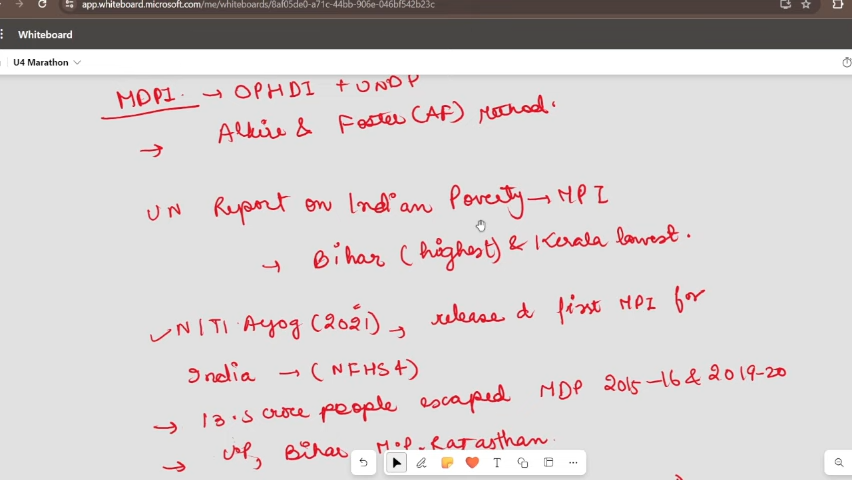 app.whiteboard.microsoft.com/me/whiteboards/8af05de0-a71c-44bb-906e-046bf542b23c
Whiteboard
U4 Marathon
MDPI. → OPHDI + UNDP
→ Alkire & Foster (AF) Method.
UN Report on Indian Poverty → MPI
→ Bihar (highest) & Kerala lowest.
✓ NITI Ayog (2021) → released first MPI for
India → (NFHS 4)
→ 13.5 crore people escaped MDP 2015-16 & 2019-20
→ UP, Bihar M.P. Rajasthan.